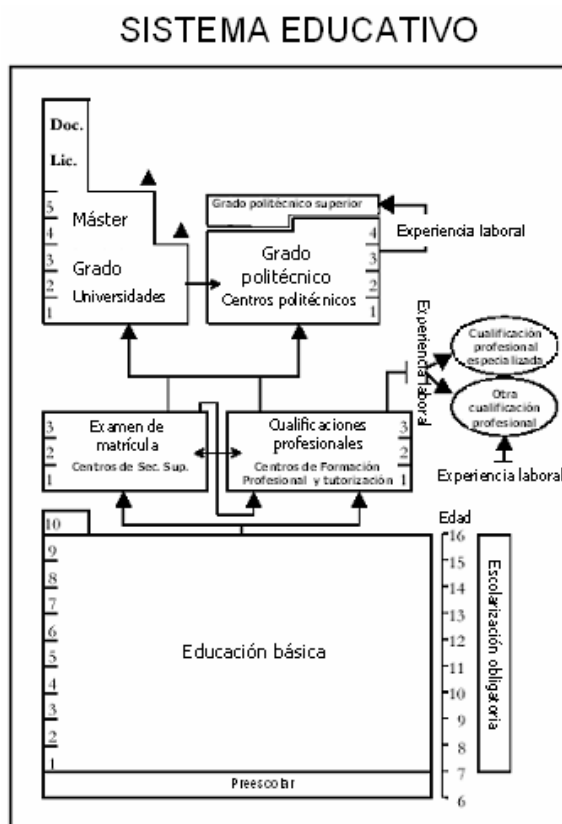 SISTEMA EDUCATIVO
Doc.
Lic.
5
4
3
2
1
Máster
Grado
Universidades
Grado politécnico superior
Grado
politécnico
Centros politécnicos
4
3
2
1
Experiencia laboral
Experiencia laboral
Cualificación
profesional
especializada
Otra
cualificación
profesional
Experiencia laboral
3
2
1
Examen de
matrícula
Centros de Sec. Sup.
Cualificaciones
profesionales
Centros de Formación
Profesional y tutorización
3
2
1
10
9
8
7
6
5
4
3
2
1
Educación básica
Preescolar
Edad
16
15
14
13
12
11
10
9
8
7
6
Escolarización obligatoria